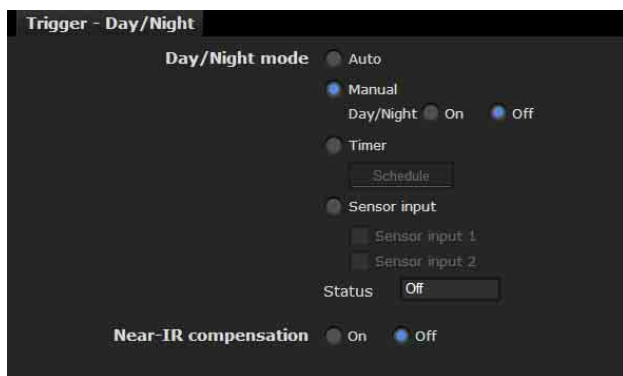 Trigger - Day/Night
Day/Night mode Auto
Manual
Day/Night On Off
Timer
Schedule
Sensor input
Sensor input 1
Sensor input 2
Status Off
Near-IR compensation On Off